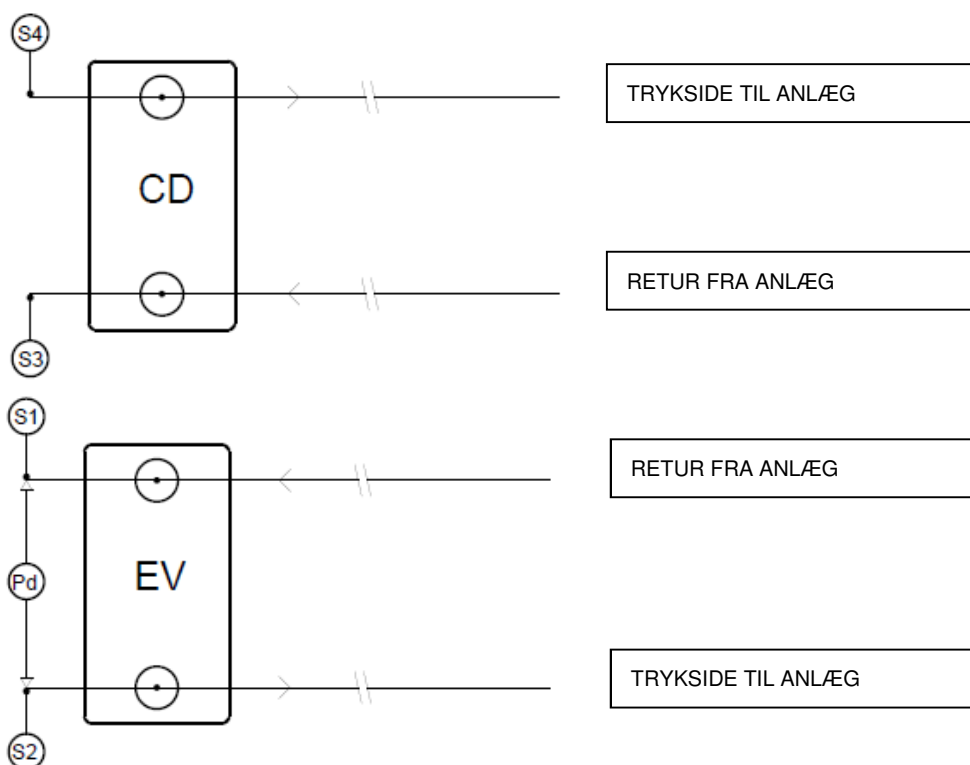 S4
TRYKSIDE TIL ANLÆG
CD
RETUR FRA ANLÆG
S3
S1
RETUR FRA ANLÆG
Pd
EV
TRYKSIDE TIL ANLÆG
S2